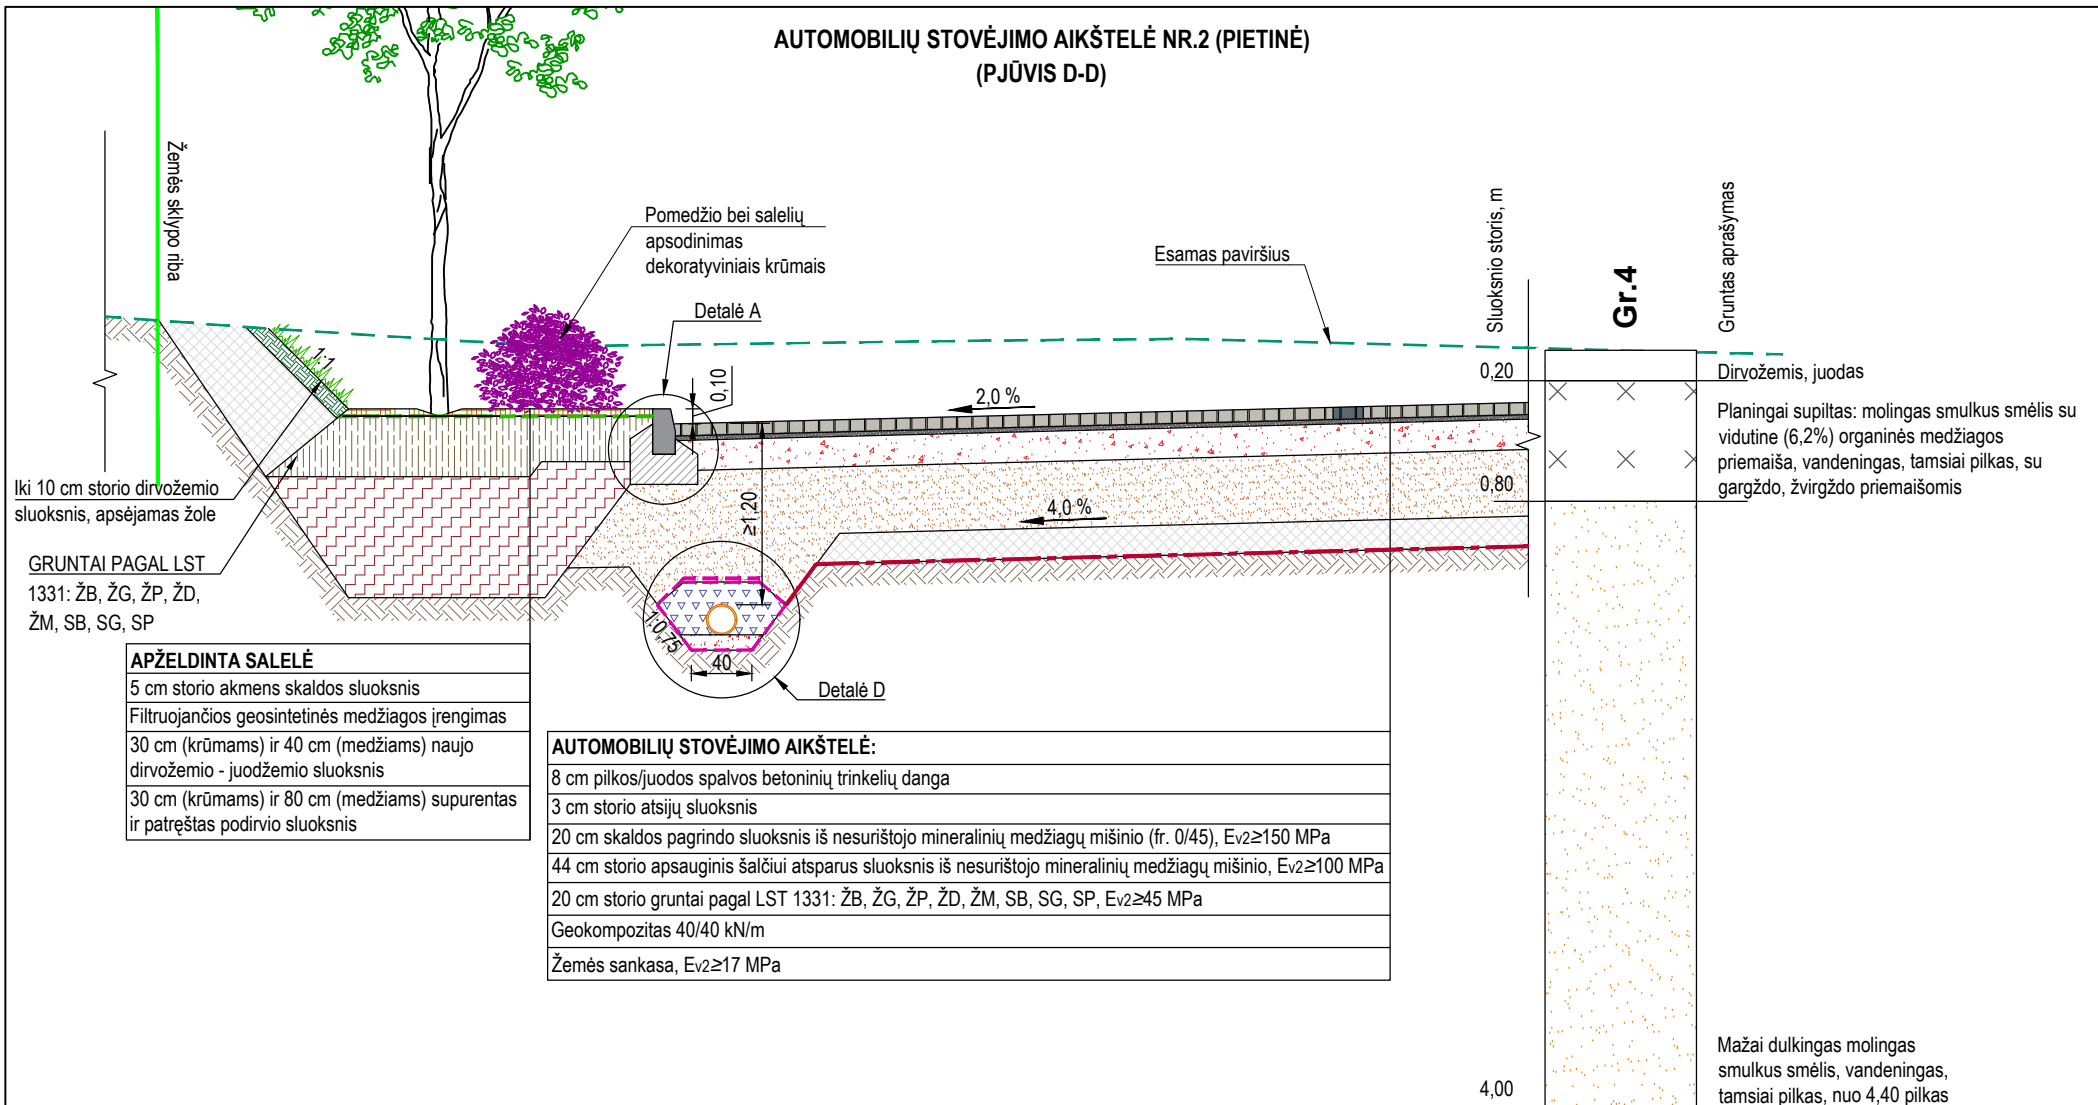 AUTOMOBILIŲ STOVĖJIMO AIKŠTELĖ NR.2 (PIETINĖ)
(PJŪVIS D-D)
Žemės sklypo riba
Pomedžio bei salelių
apsodinimas
dekoratyviniais krūmais
Detalė A
Esamas paviršius
0,10
2,0 %
4,0 %
≥1,20
1:1
1:0,75
40
Detalė D
Iki 10 cm storio dirvožemio
sluoksnis, apsėjamas žole
GRUNTAI PAGAL LST
1331: ŽB, ŽG, ŽP, ŽD,
ŽM, SB, SG, SP
APŽELDINTA SALELĖ
5 cm storio akmens skaldos sluoksnis
Filtruojančios geosintetinės medžiagos įrengimas
30 cm (krūmams) ir 40 cm (medžiams) naujo
dirvožemio - juodžemio sluoksnis
30 cm (krūmams) ir 80 cm (medžiams) supurentas
ir patręštas podirvio sluoksnis
AUTOMOBILIŲ STOVĖJIMO AIKŠTELĖ:
8 cm pilkos/juodos spalvos betoninių trinkelių danga
3 cm storio atsijų sluoksnis
20 cm skaldos pagrindo sluoksnis iš nesurištojo mineralinių medžiagų mišinio (fr. 0/45), Ev2≥150 MPa
44 cm storio apsauginis šalčiui atsparus sluoksnis iš nesurištojo mineralinių medžiagų mišinio, Ev2≥100 MPa
20 cm storio gruntai pagal LST 1331: ŽB, ŽG, ŽP, ŽD, ŽM, SB, SG, SP, Ev2≥45 MPa
Geokompozitas 40/40 kN/m
Žemės sankasa, Ev2≥17 MPa
Sluoksnio storis, m
Gr.4
Gruntas aprašymas
0,20
Dirvožemis, juodas
Planingai supiltas: molingas smulkus smėlis su
vidutine (6,2%) organinės medžiagos
priemaiša, vandeningas, tamsiai pilkas, su
gargždo, žvirgždo priemaišomis
0,80
Mažai dulkingas molingas
smulkus smėlis, vandeningas,
tamsiai pilkas, nuo 4,40 pilkas
4,00